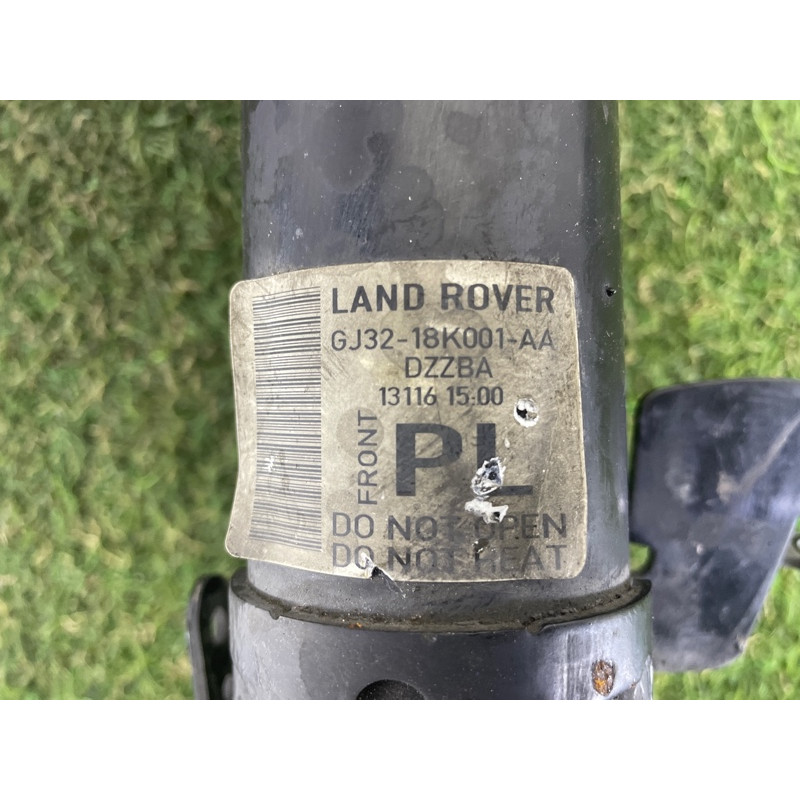 LAND ROVER
GJ32-18K001-AA
DZZBA
13116 15:00
FRONT
PL
DO NOT OPEN
DO NOT HEAT